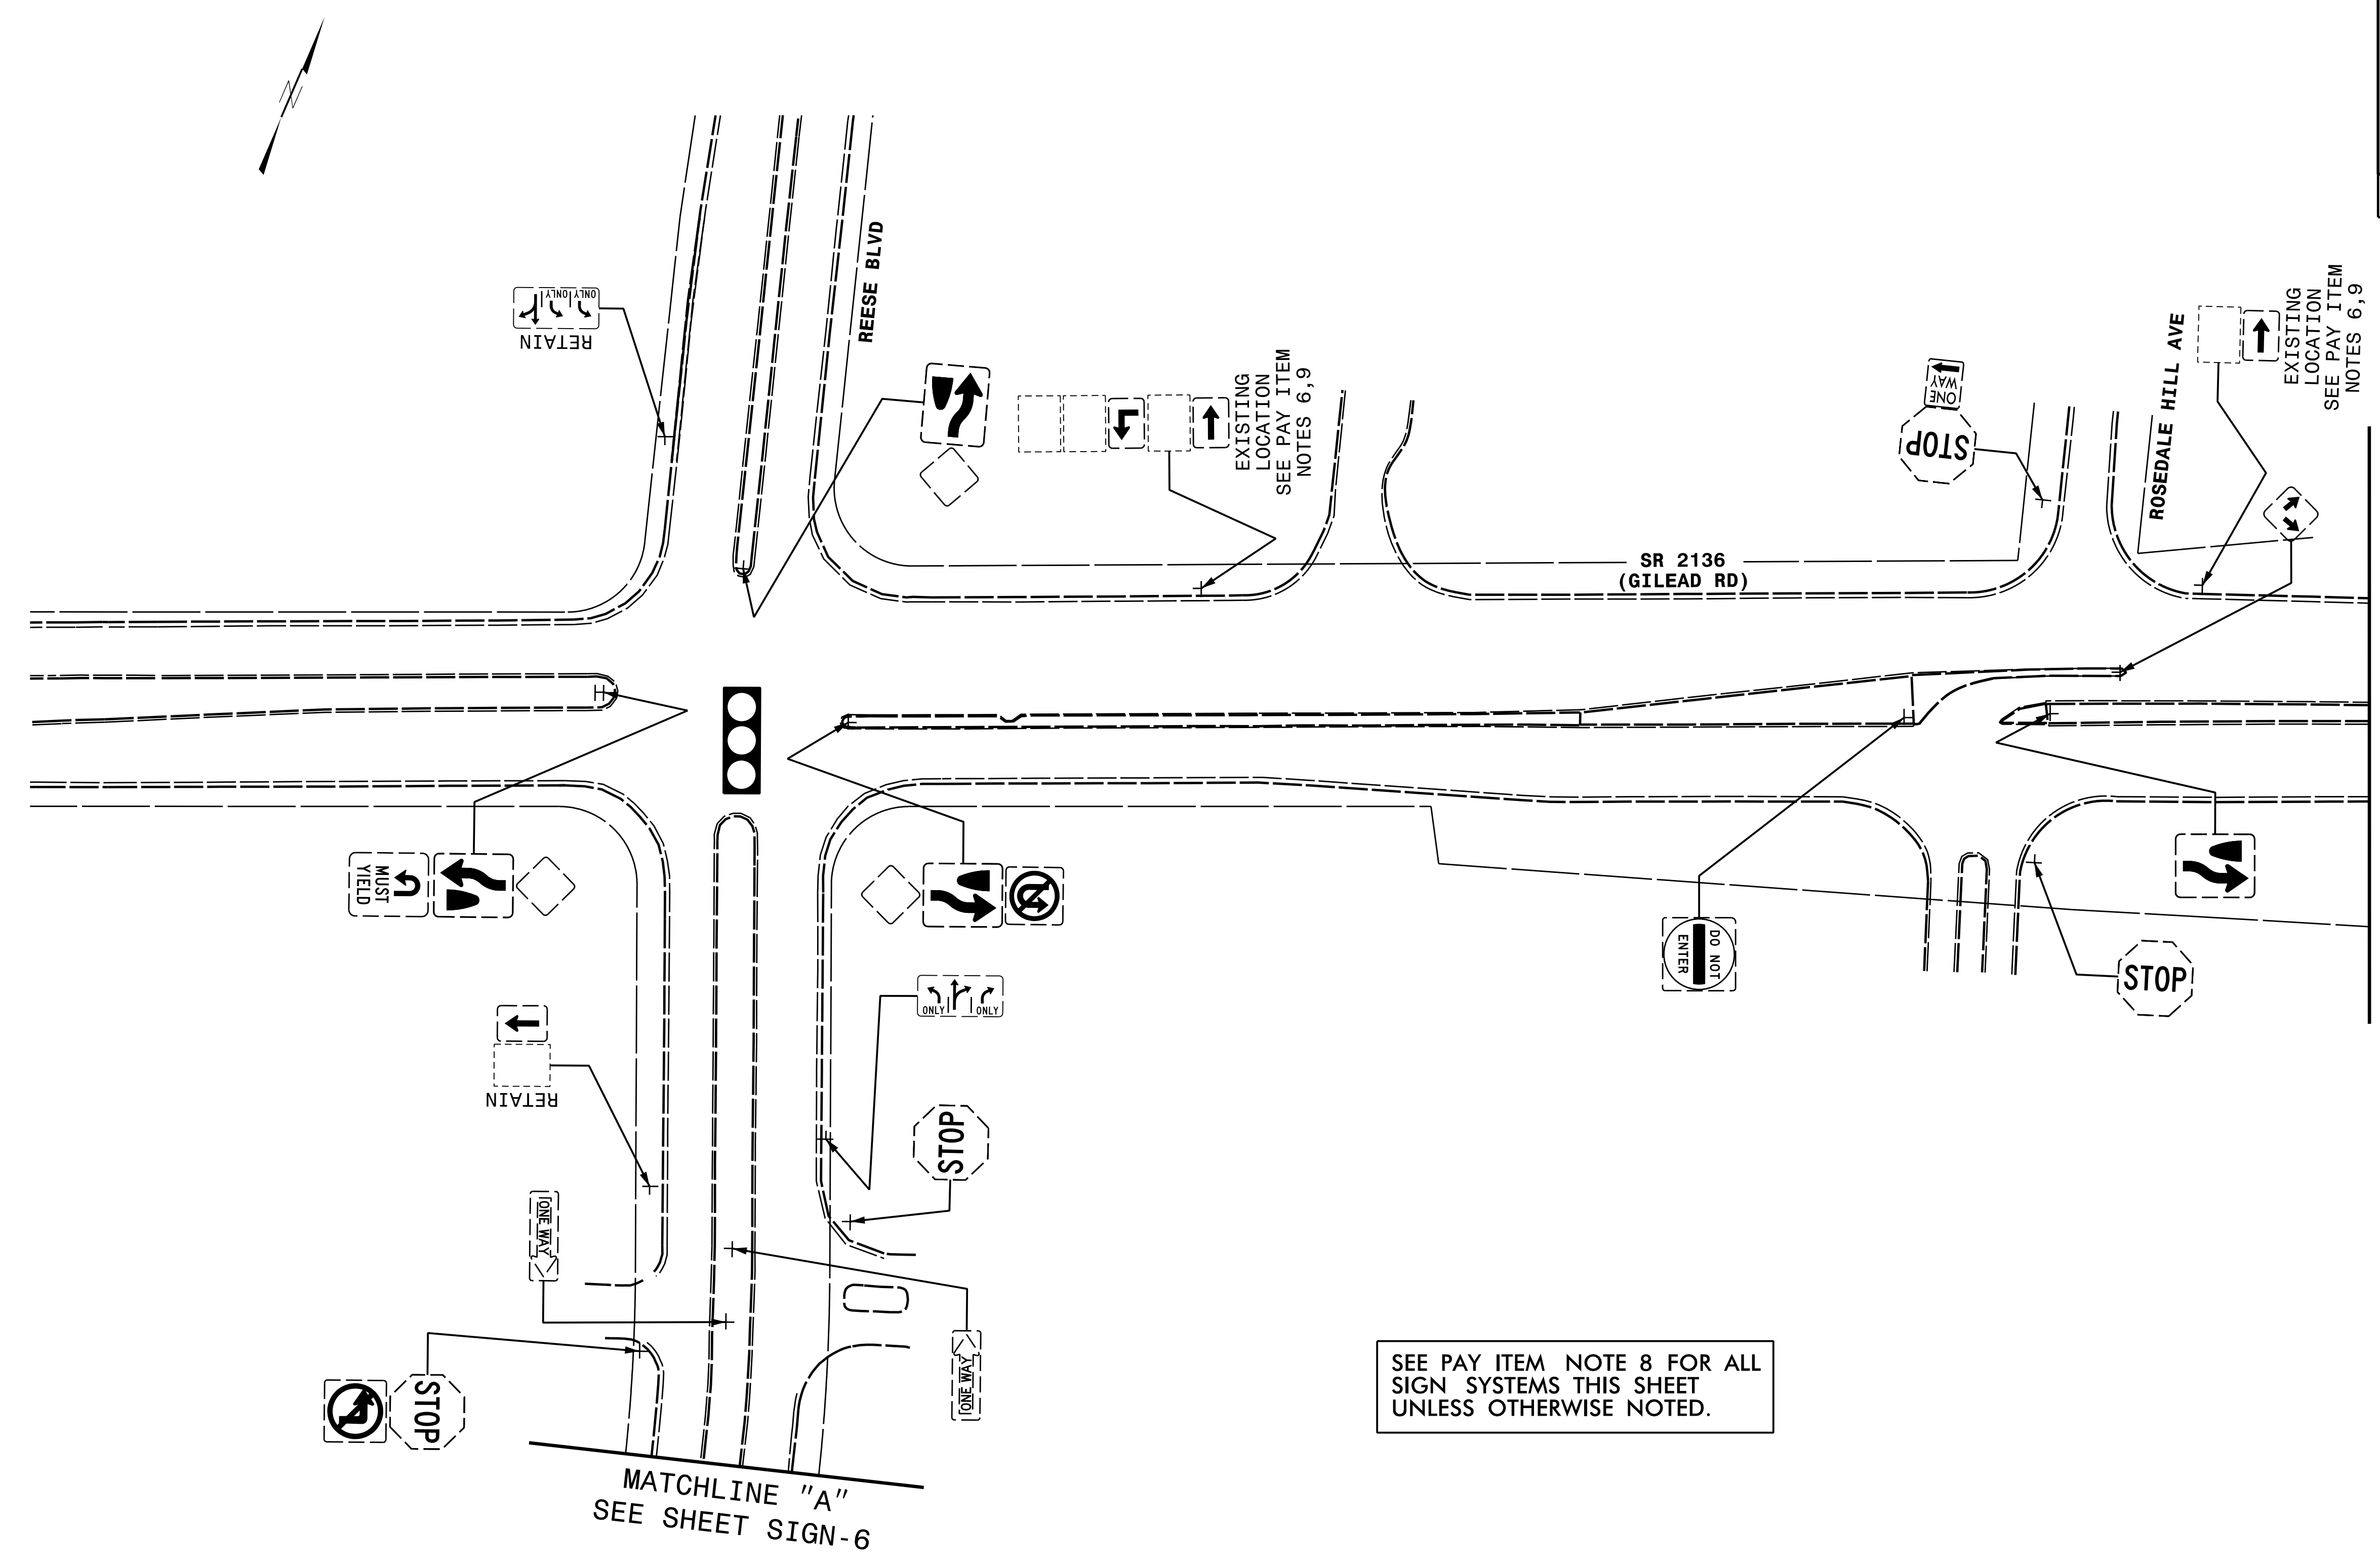 N
REESE BLVD
ONLY ONLY
RETAIN
EXISTING
LOCATION
SEE PAY ITEM
NOTES 6,9
SR 2136
(GILEAD RD)
ONE
WAY
STOP
ROSEDALE HILL AVE
EXISTING
LOCATION
SEE PAY ITEM
NOTES 6,9
MUST
YIELD
DO NOT
ENTER
STOP
ONLY ONLY
RETAIN
STOP
ONE WAY
ONE WAY
STOP
SEE PAY ITEM NOTE 8 FOR ALL
SIGN SYSTEMS THIS SHEET
UNLESS OTHERWISE NOTED.
MATCHLINE "A"
SEE SHEET SIGN-6